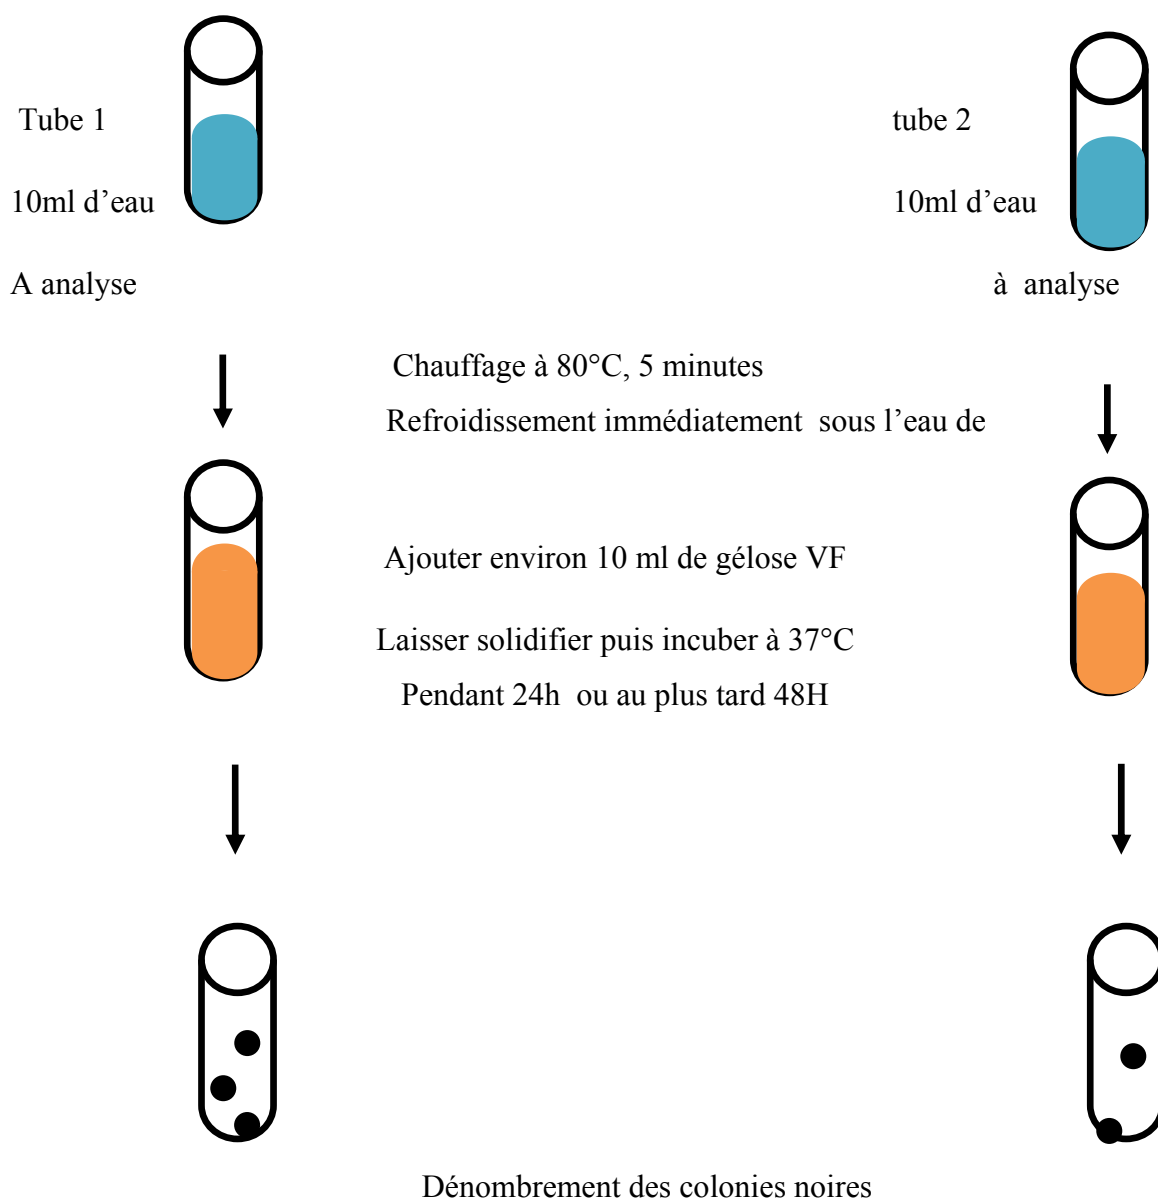 Tube 1
tube 2
10ml d’eau
10ml d’eau
A analyse
à analyse
Chauffage à 80°C, 5 minutes
Refroidissement immédiatement sous l’eau de
Ajouter environ 10 ml de gélose VF
Laisser solidifier puis incuber à 37°C
Pendant 24h ou au plus tard 48H
Dénombrement des colonies noires